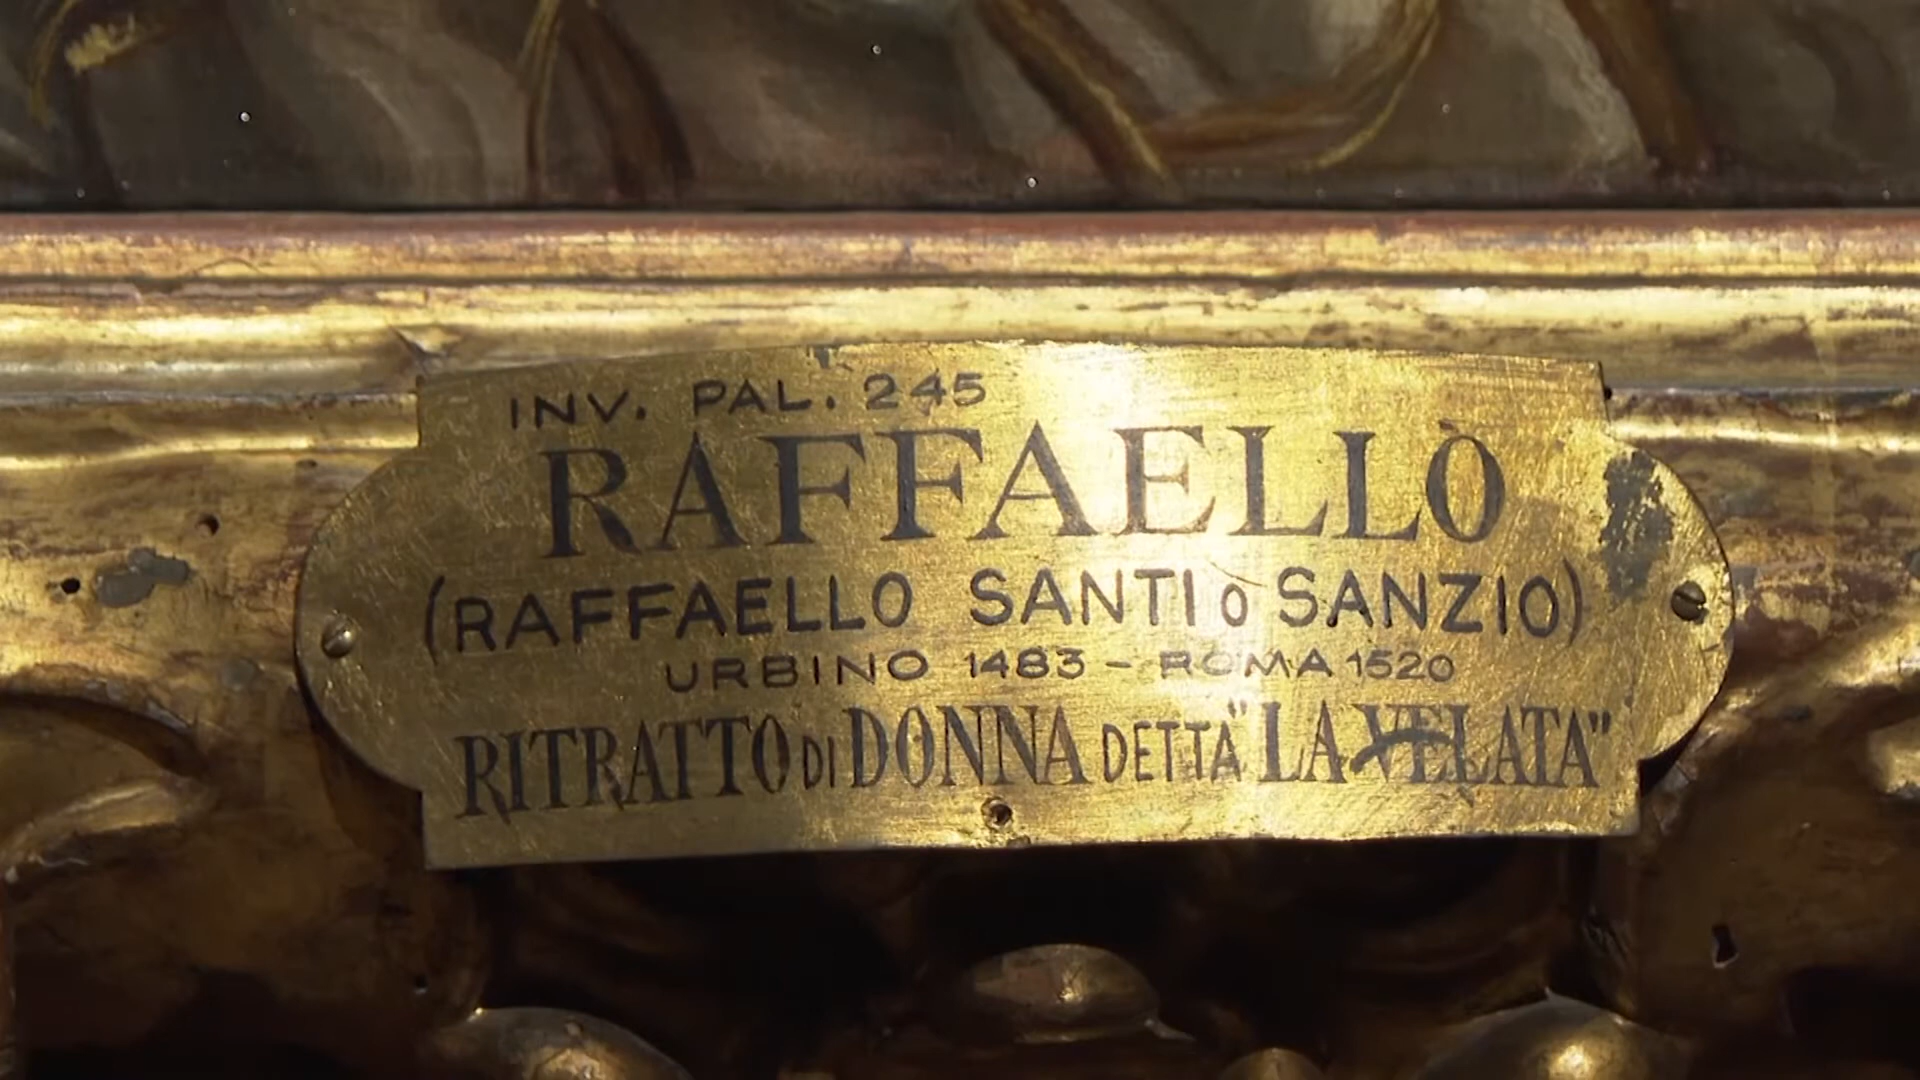 INV. PAL. 245
RAFFAELLO
(RAFFAELLO SANTI o SANZIO)
URBINO 1483 - ROMA 1520
RITRATTO DI DONNA DETTA "LA VELATA"